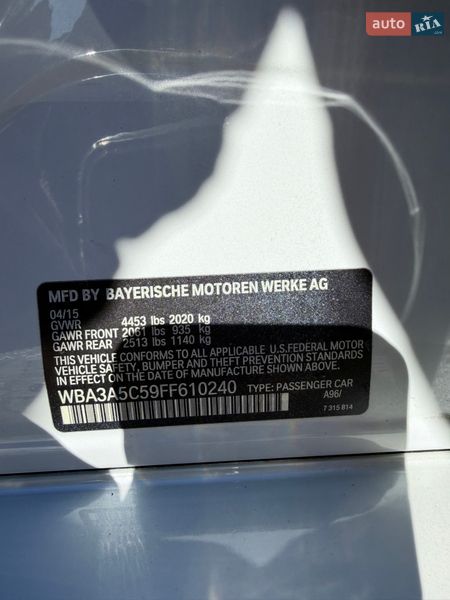 auto RIA
.com
MFD BY BAYERISCHE MOTOREN WERKE AG
04/15
GVWR 4453 lbs 2020 kg
GAWR FRONT 2061 lbs 935 kg
GAWR REAR 2513 lbs 1140 kg
THIS VEHICLE CONFORMS TO ALL APPLICABLE U.S.FEDERAL MOTOR
VEHICLE SAFETY, BUMPER, AND THEFT PREVENTION STANDARDS
IN EFFECT ON THE DATE OF MANUFACTURE SHOWN ABOVE.
WBA3A5C59FF610240 TYPE: PASSENGER CAR
A96/
7 315 814